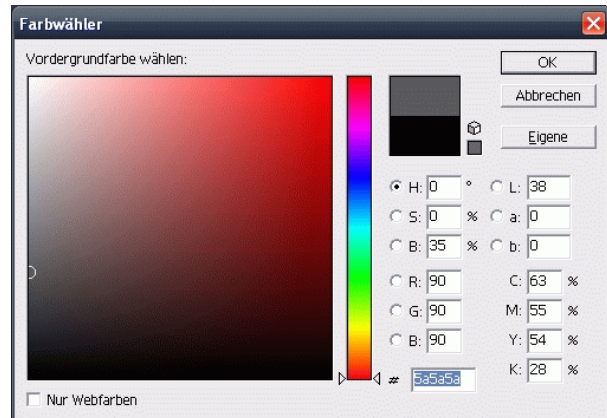 Farbwähler
Vordergrundfarbe wählen:
OK
Abbrechen
Eigene
H: 0 °
L: 38
S: 0 %
a: 0
B: 35 %
b: 0
R: 90
C: 63 %
G: 90
M: 55 %
B: 90
Y: 54 %
# 5a5a5a
K: 28 %
Nur Webfarben